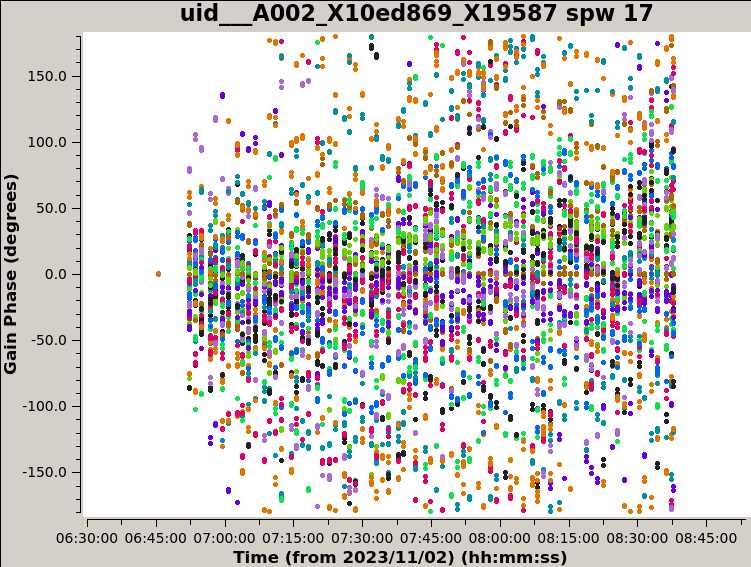 uid___A002_X10ed869_X19587 spw 17
150.0
100.0
50.0
0.0
-50.0
-100.0
-150.0
Gain Phase (degrees)
06:30:00 06:45:00 07:00:00 07:15:00 07:30:00 07:45:00 08:00:00 08:15:00 08:30:00 08:45:00
Time (from 2023/11/02) (hh:mm:ss)